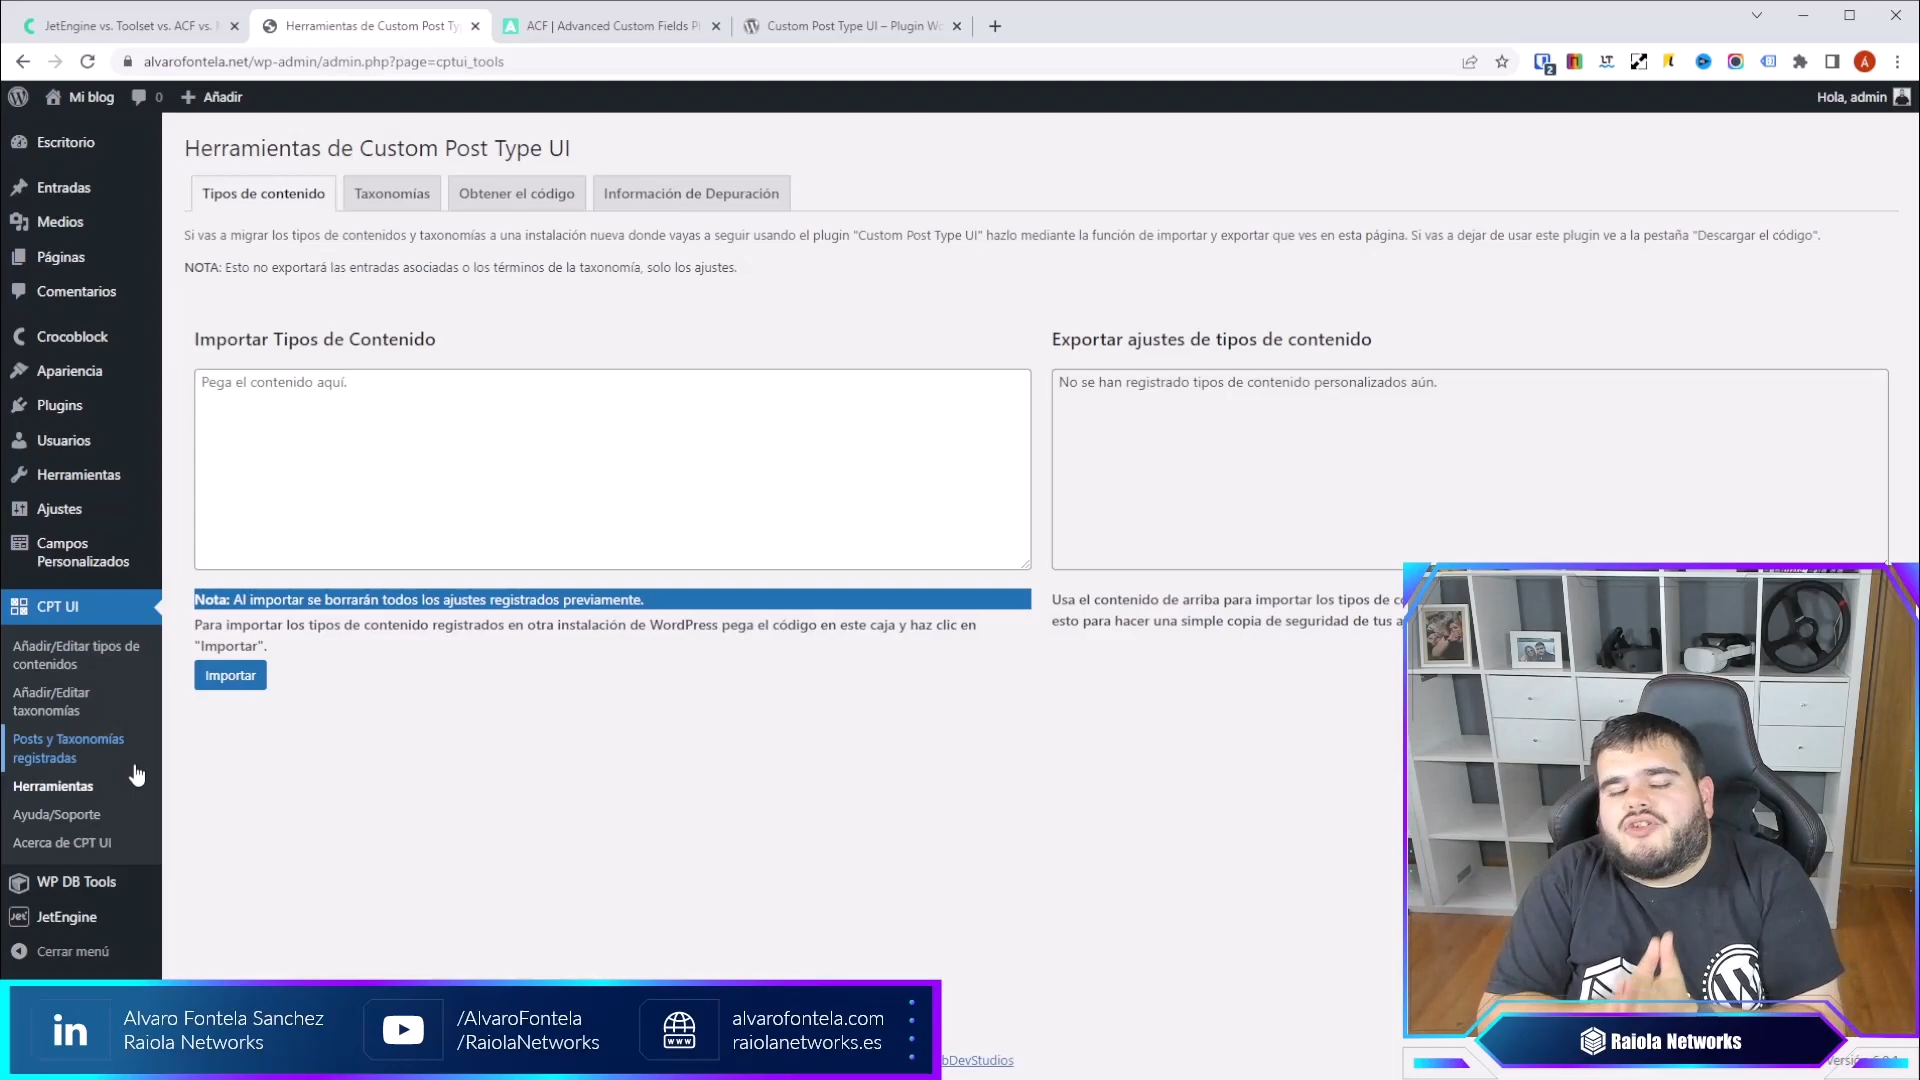 JetEngine vs. Toolset vs. ACF vs.
Herramientas de Custom Post Ty
ACF | Advanced Custom Fields Pl
Custom Post Type UI – Plugin Wo
alvarofontela.net/wp-admin/admin.php?page=cptui_tools
2
A
Mi blog
0
Añadir
Hola, admin
Escritorio
Entradas
Medios
Páginas
Comentarios
Crocoblock
Apariencia
Plugins
Usuarios
Herramientas
Ajustes
Campos
Personalizados
CPT UI
Añadir/Editar tipos de
contenidos
Añadir/Editar
taxonomías
Posts y Taxonomías
registradas
Herramientas
Ayuda/Soporte
Acerca de CPT UI
WP DB Tools
JetEngine
Cerrar menú
Herramientas de Custom Post Type UI
Tipos de contenido
Taxonomías
Obtener el código
Información de Depuración
Si vas a migrar los tipos de contenidos y taxonomías a una instalación nueva donde vayas a seguir usando el plugin "Custom Post Type UI" hazlo mediante la función de importar y exportar que ves en esta página. Si vas a dejar de usar este plugin ve a la pestaña "Descargar el código".
NOTA: Esto no exportará las entradas asociadas o los términos de la taxonomía, solo los ajustes.
Importar Tipos de Contenido
Pega el contenido aquí.
Nota: Al importar se borrarán todos los ajustes registrados previamente.
Para importar los tipos de contenido registrados en otra instalación de WordPress pega el código en este caja y haz clic en
"Importar".
Importar
Exportar ajustes de tipos de contenido
No se han registrado tipos de contenido personalizados aún.
Usa el contenido de arriba para importar los tipos de co
esto para hacer una simple copia de seguridad de tus a
in
Alvaro Fontela Sanchez
Raiola Networks
/AlvaroFontela
/RaiolaNetworks
www
alvarofontela.com
raiolanetworks.es
bDevStudios
Raiola Networks